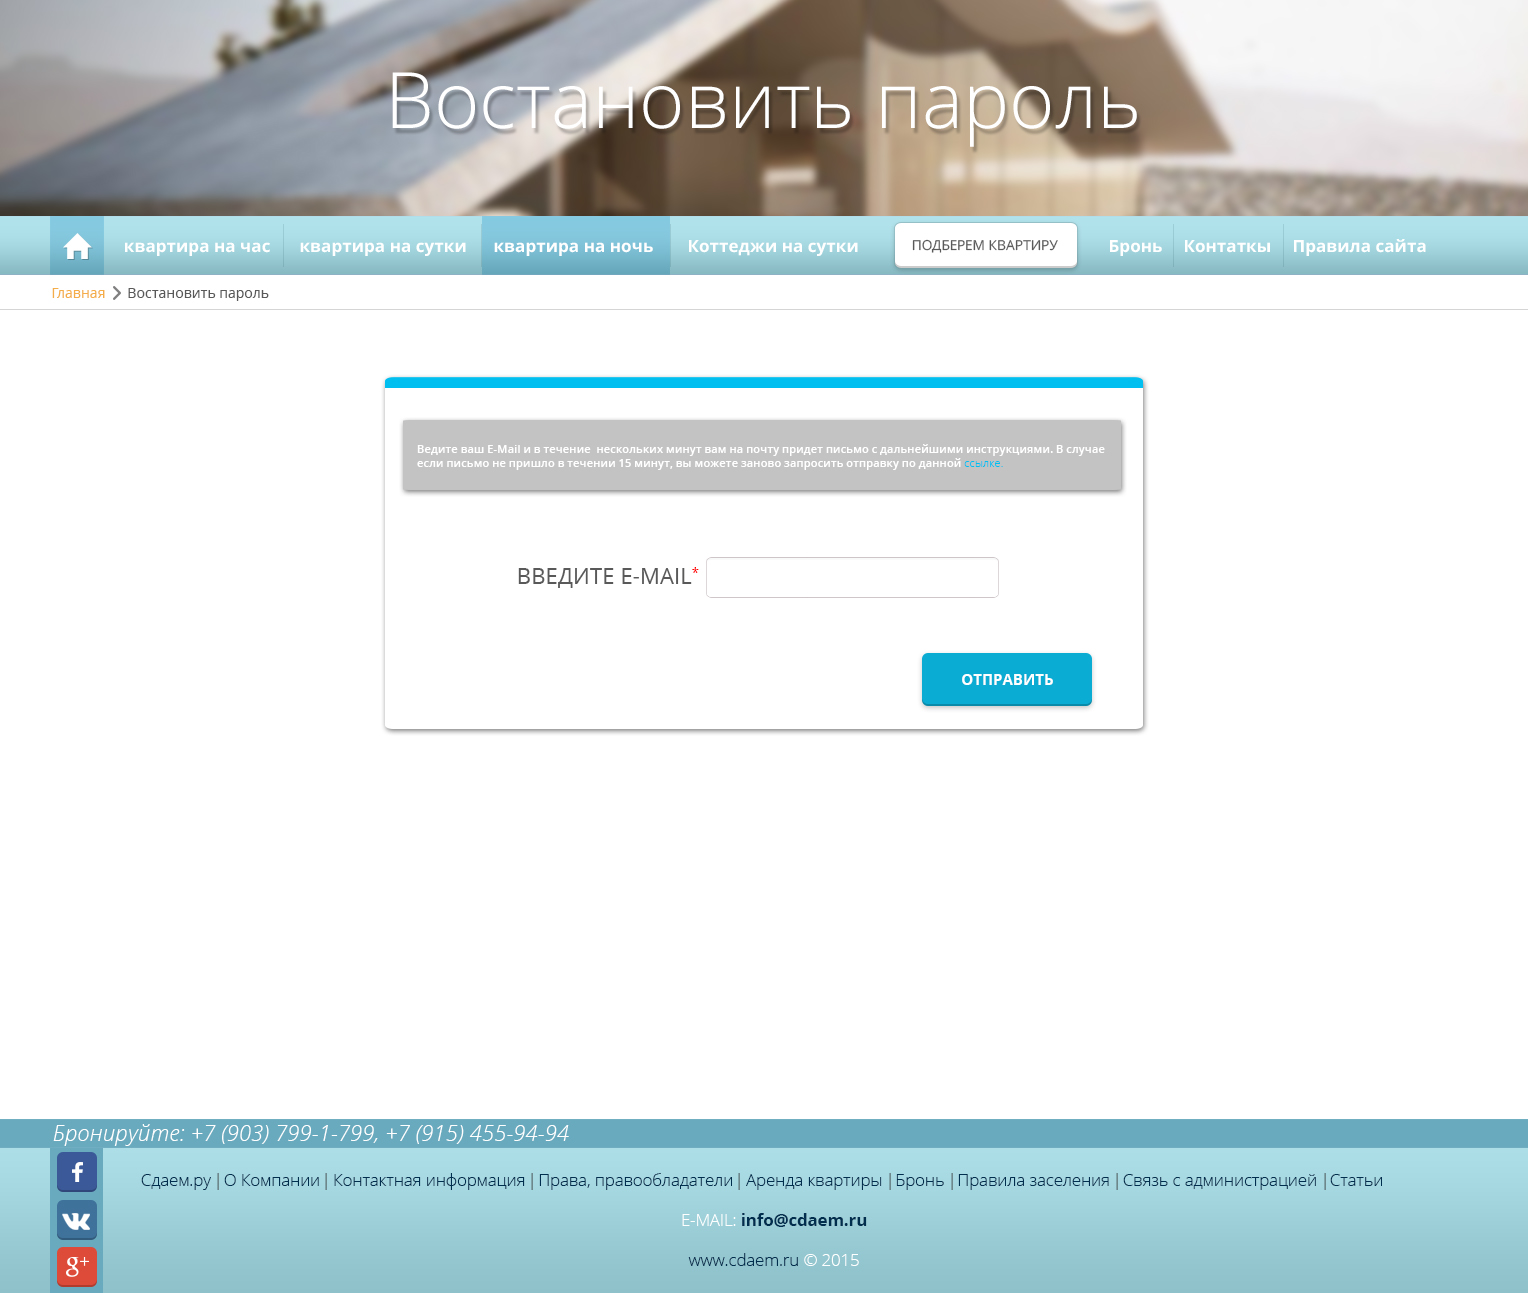 Востановить пароль
квартира на час квартира на сутки квартира на ночь Коттеджи на сутки ПОДБЕРЕМ КВАРТИРУ Бронь Контаткы Правила сайта
Главная Востановить пароль
Ведите ваш E-Mail и в течение нескольких минут вам на почту придет письмо с дальнейшими инструкциями. В случае
если письмо не пришло в течении 15 минут, вы можете заново запросить отправку по данной ссылке.
ВВЕДИТЕ E-MAIL*
ОТПРАВИТЬ
Бронируйте: +7 (903) 799-1-799, +7 (915) 455-94-94
f
Сдаем.ру | О Компании | Контактная информация | Права, правообладатели | Аренда квартиры | Бронь | Правила заселения | Связь с администрацией | Статьи
E-MAIL: info@cdaem.ru
g+
www.cdaem.ru © 2015